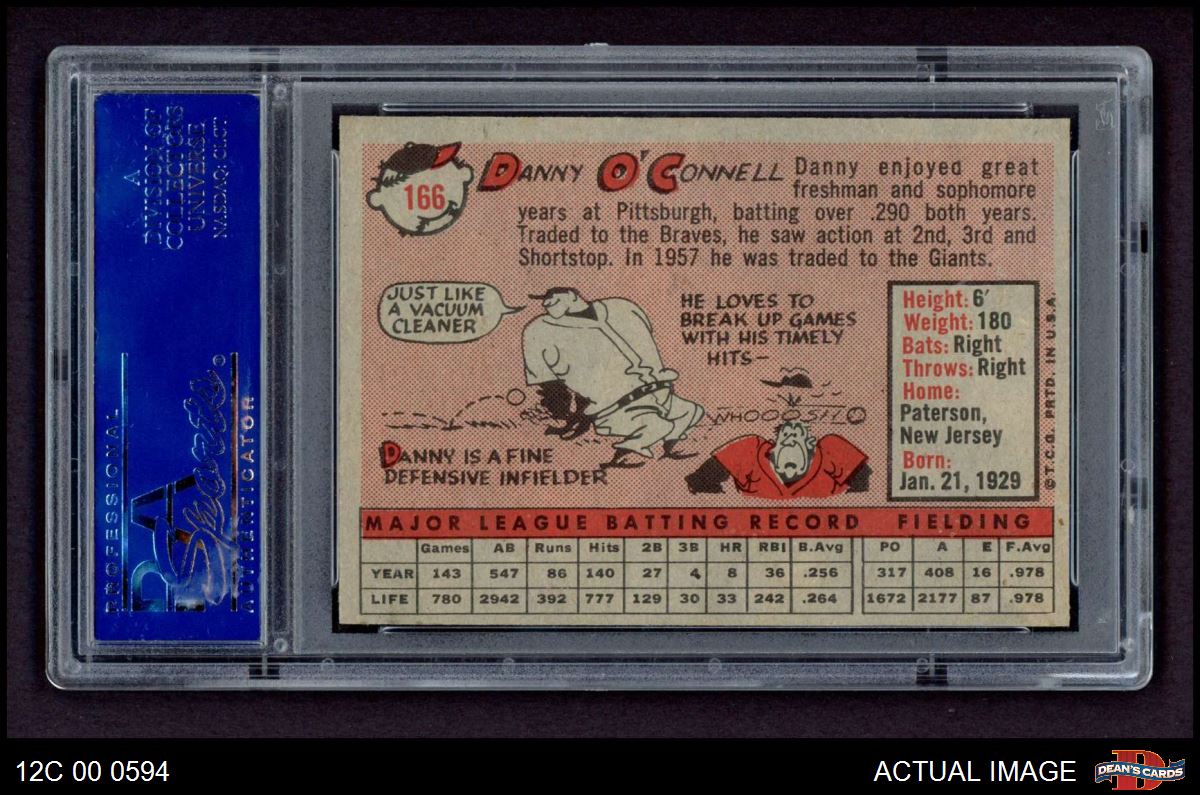 A
DIVISION OF
COLLECTORS
UNIVERSE
NASDAQ: CLCT
PROFESSIONAL
PSA
Sports®
AUTHENTICATOR
166
DANNY O'CONNELL
Danny enjoyed great
freshman and sophomore
years at Pittsburgh, batting over .290 both years.
Traded to the Braves, he saw action at 2nd, 3rd and
Shortstop. In 1957 he was traded to the Giants.
JUST LIKE
A VACUUM
CLEANER
DANNY IS A FINE
DEFENSIVE INFIELDER
HE LOVES TO
BREAK UP GAMES
WITH HIS TIMELY
HITS—
WHOOOSIT
Height: 6'
Weight: 180
Bats: Right
Throws: Right
Home:
Paterson,
New Jersey
Born:
Jan. 21, 1929
©T.C.G. PRTD. IN U.S.A.
MAJOR LEAGUE BATTING RECORD FIELDING
Games AB Runs Hits 2B 3B HR RBI B.Avg PO A E F.Avg
YEAR 143 547 86 140 27 4 8 36 .256 317 408 16 .978
LIFE 780 2942 392 777 129 30 33 242 .264 1672 2177 87 .978
12C 00 0594
ACTUAL IMAGE
D
DEAN'S CARDS